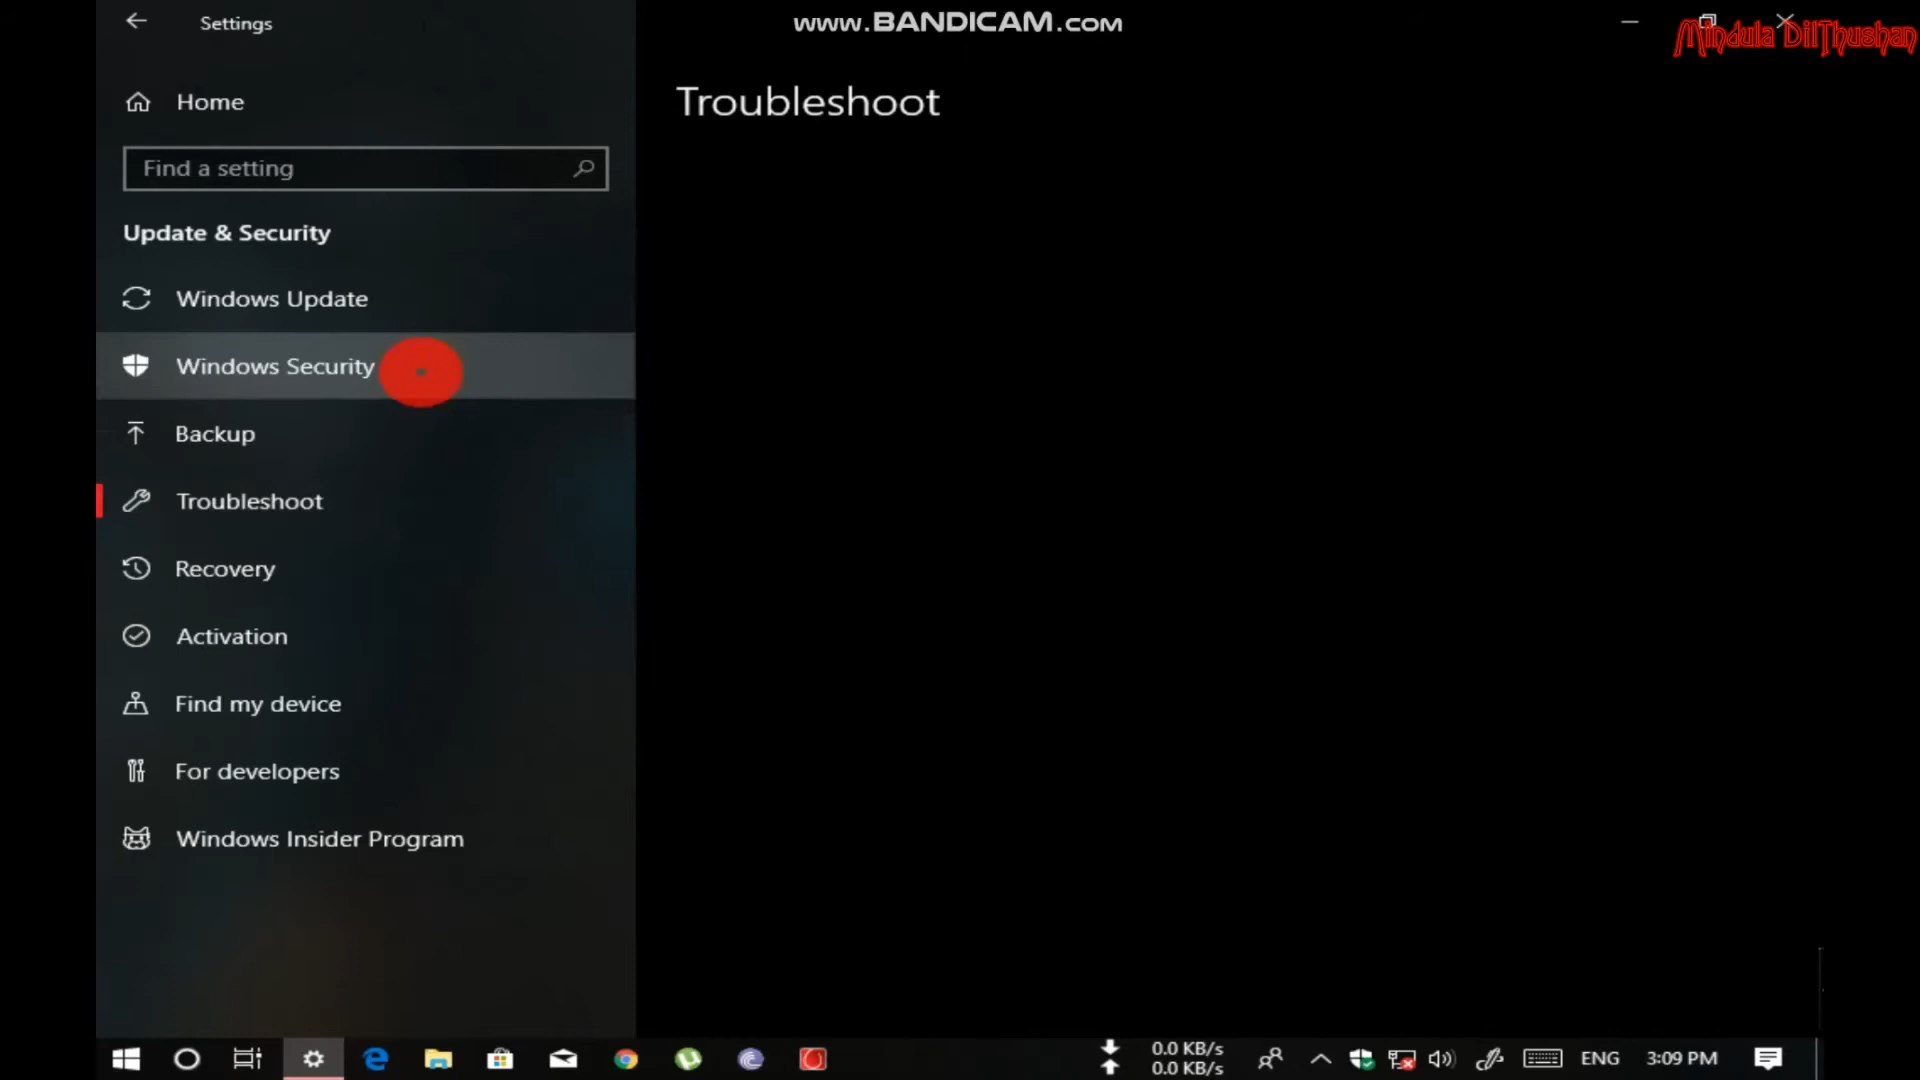 Settings
www.BANDICAM.com
Mindula DilThushan
Home
Troubleshoot
Find a setting
Update & Security
Windows Update
Windows Security
Backup
Troubleshoot
Recovery
Activation
Find my device
For developers
Windows Insider Program
0.0 KB/s
0.0 KB/s
ENG
3:09 PM